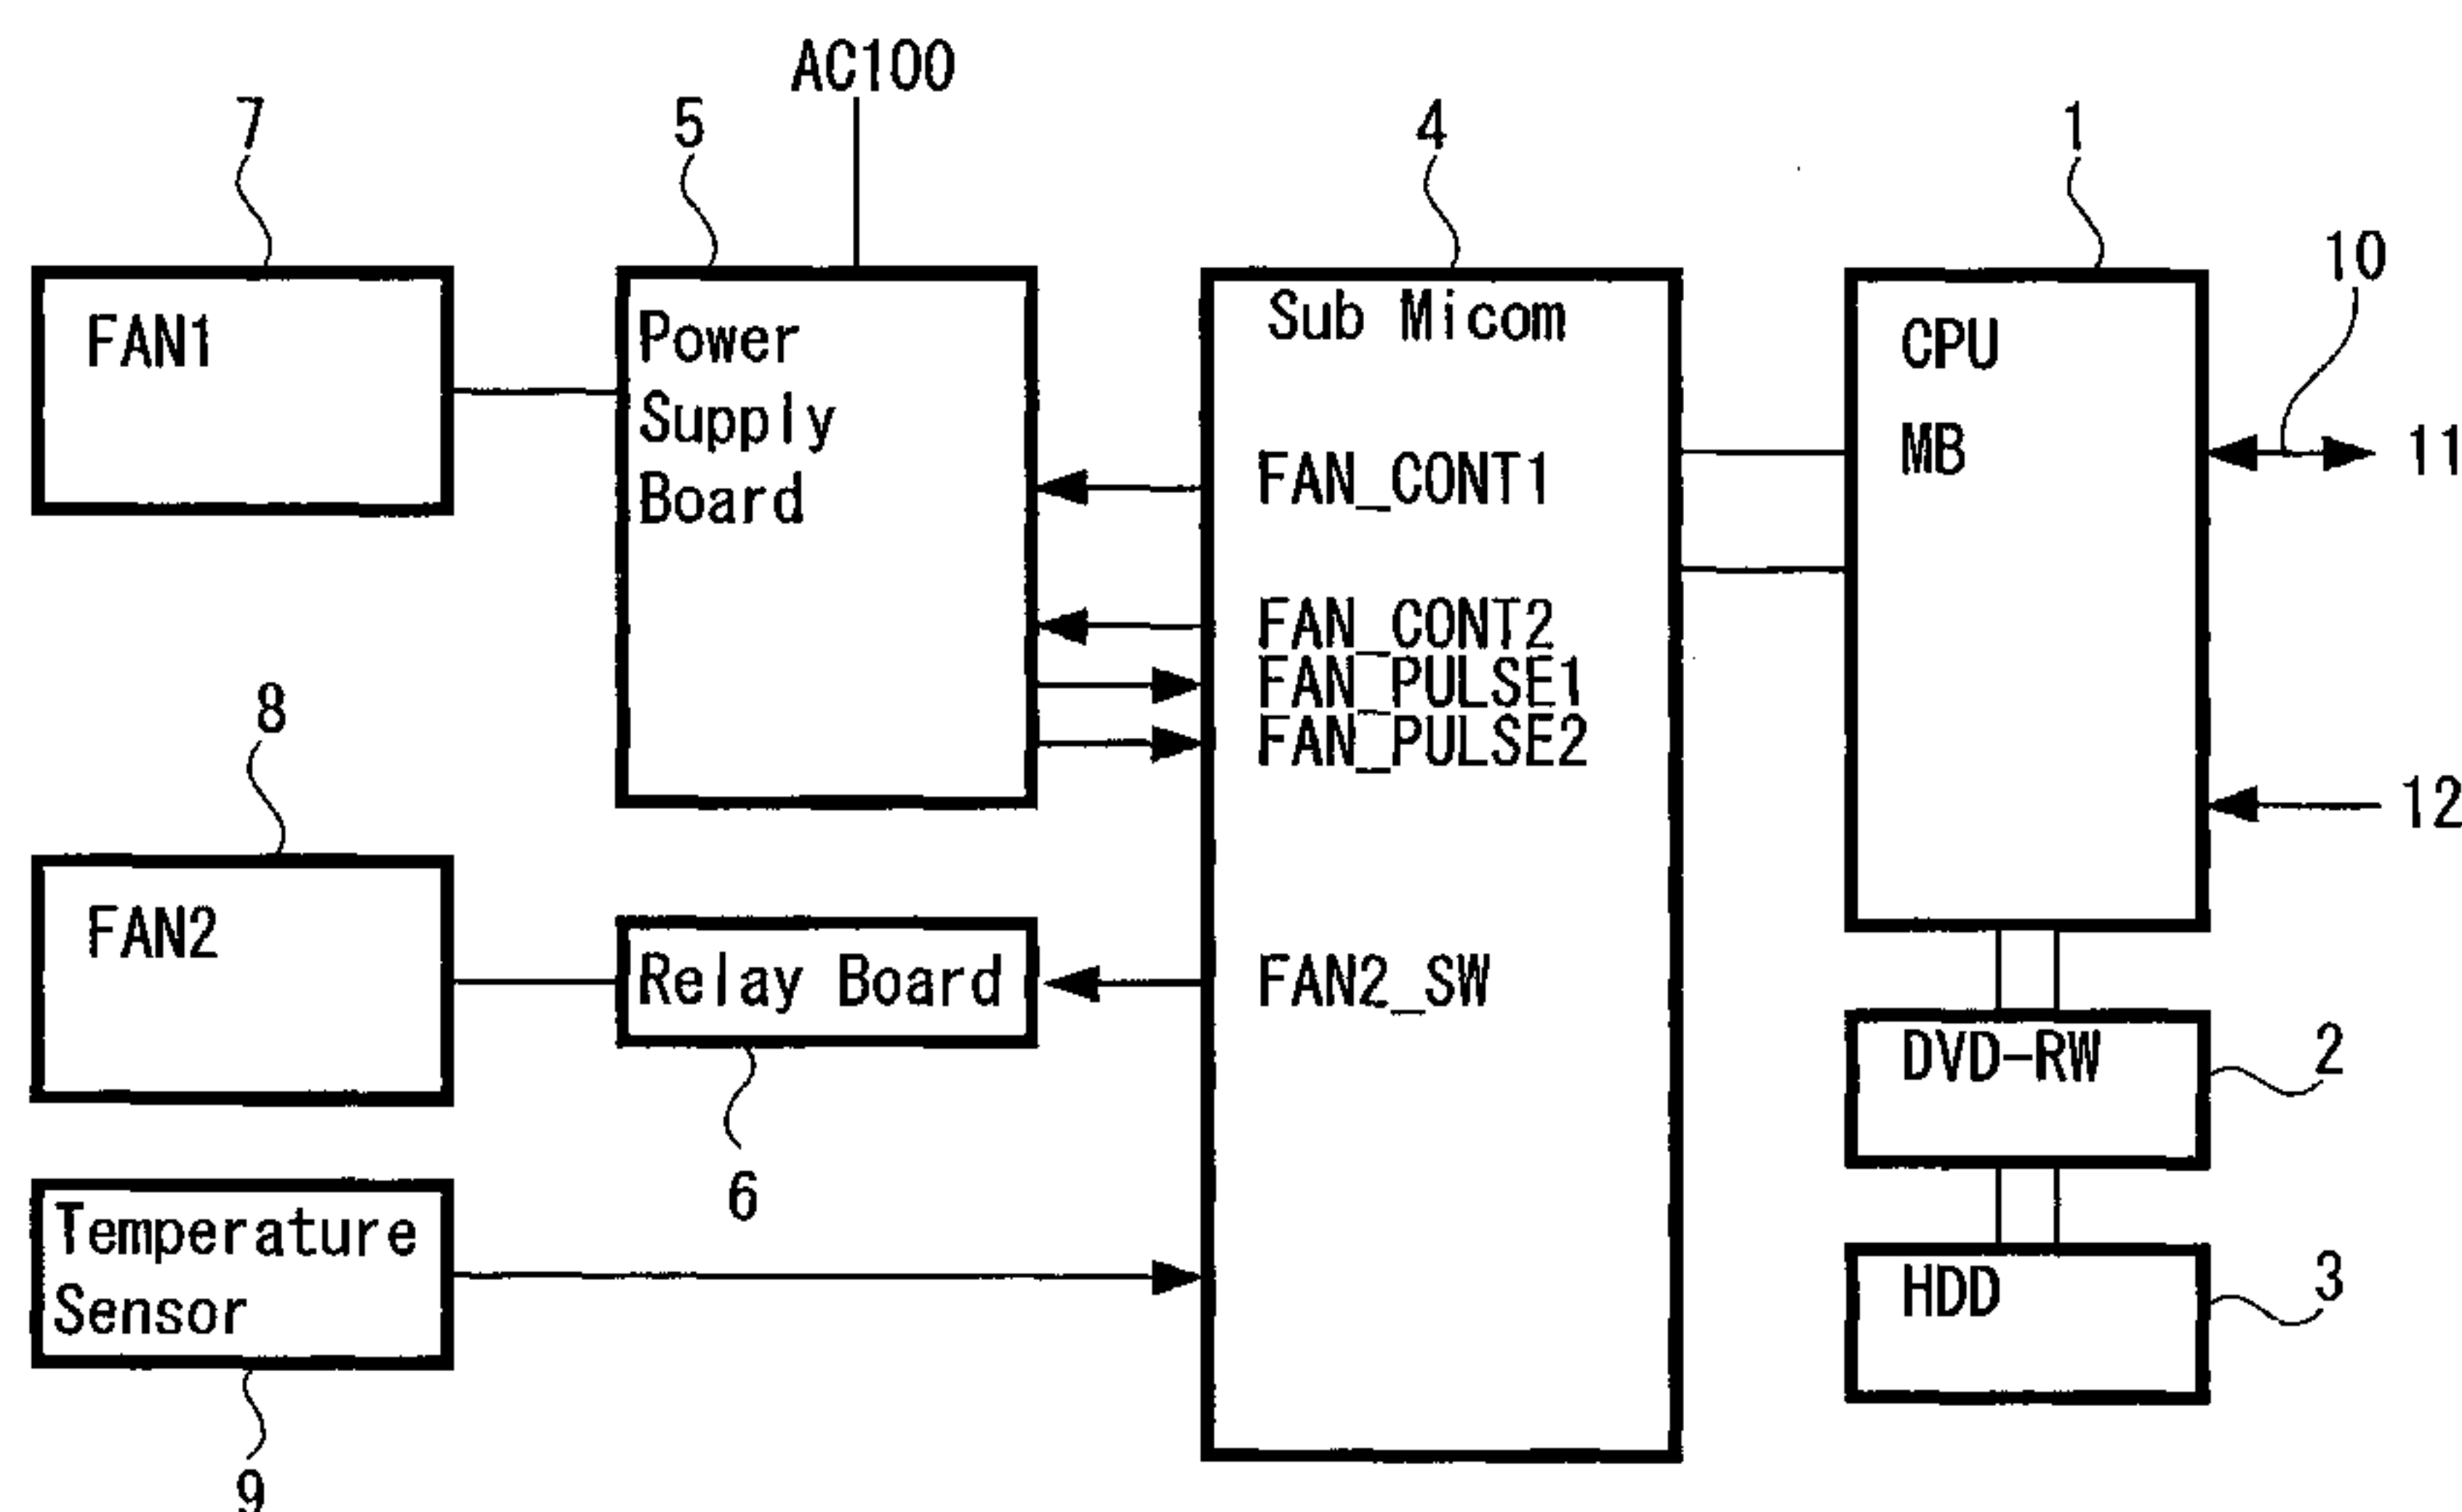 AC100
7
5
4
1
10
FAN1
Power
Supply
Board
Sub Micom
FAN_CONT1
FAN_CONT2
FAN_PULSE1
FAN_PULSE2
FAN2_SW
CPU
MB
11
12
8
FAN2
Relay Board
6
DVD-RW
2
HDD
3
Temperature
Sensor
9